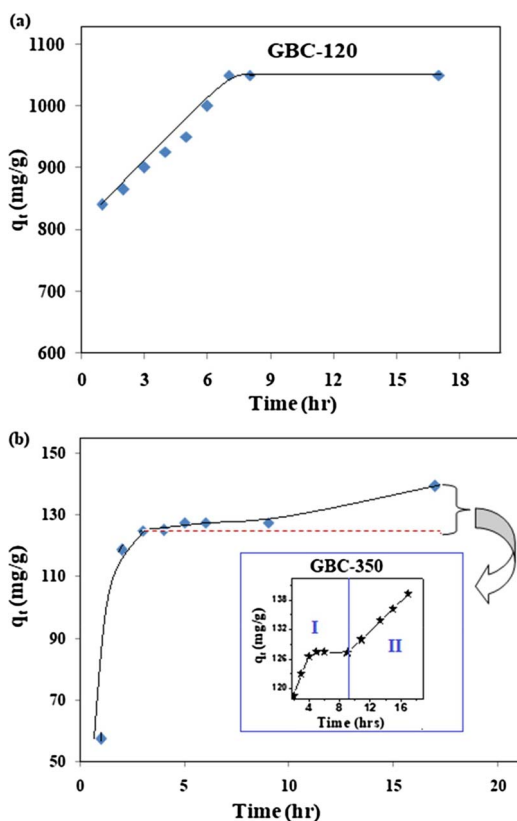 (a)
GBC-120
qt (mg/g)
1100
1000
900
800
700
600
0 3 6 9 12 15 18
Time (hr)
(b)
qt (mg/g)
150
130
110
90
70
50
0 5 10 15 20
Time (hr)
GBC-350
qt (mg/g)
138
132
126
120
I
II
4 8 12 16
Time (hrs)